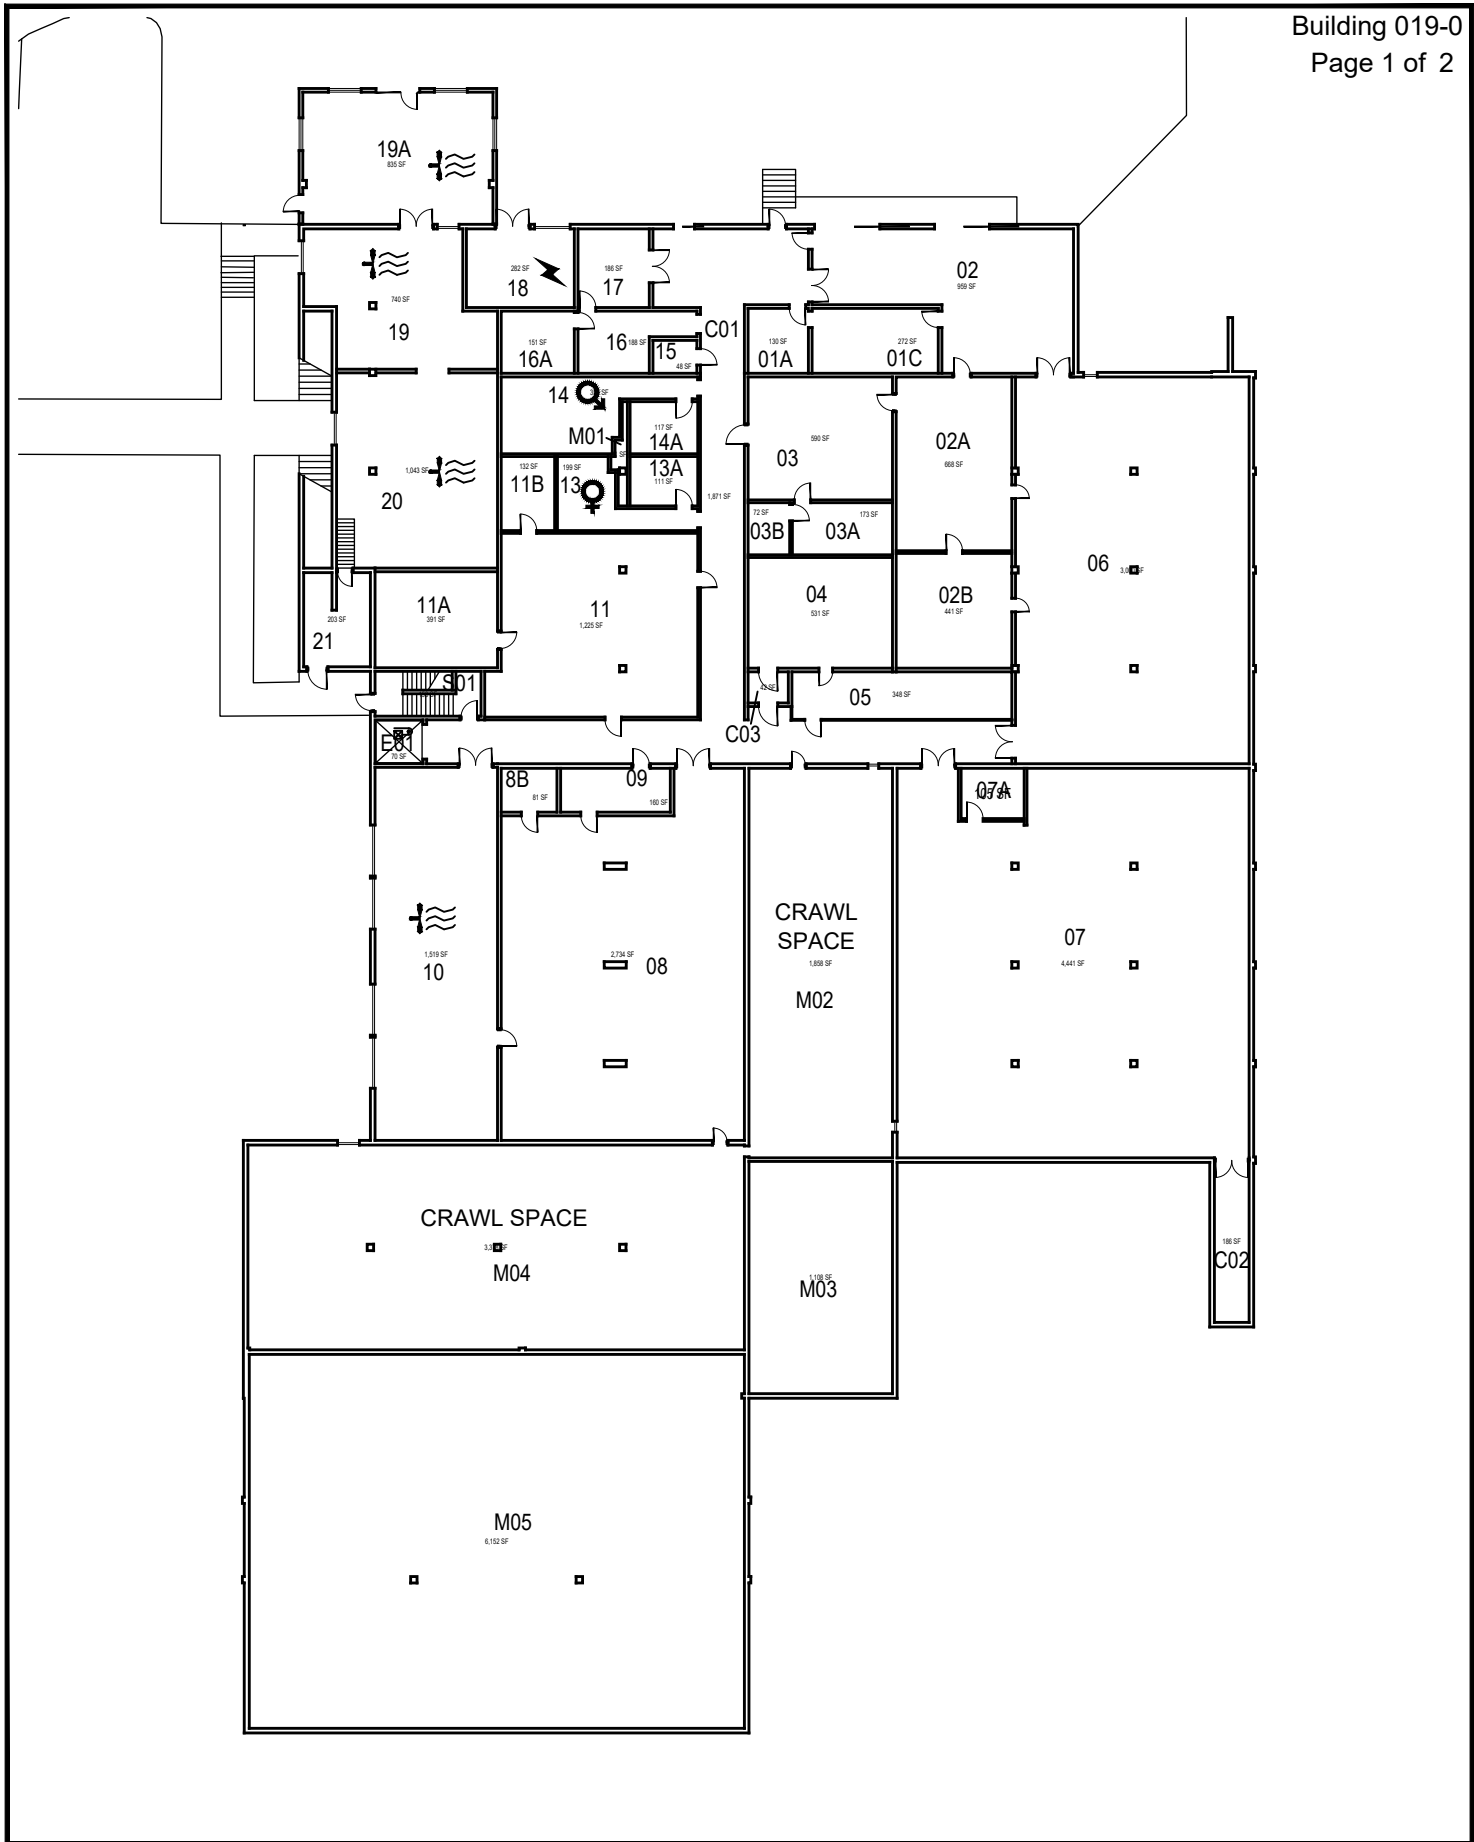 Building 019-0
Page 1 of 2
19A
835 SF
282 SF
18
186 SF
17
02
959 SF
740 SF
19
C01
151 SF
16A
16
188 SF
15
48 SF
130 SF
01A
272 SF
01C
14
M01
117 SF
14A
590 SF
03
02A
668 SF
1,043 SF
20
132 SF
11B
199 SF
13
13A
111 SF
1,871 SF
72 SF
03B
173 SF
03A
06
11A
391 SF
11
1,225 SF
04
531 SF
02B
441 SF
203 SF
21
S01
42 SF
05
348 SF
C03
E01
70 SF
8B
81 SF
09
160 SF
07A
105 SF
CRAWL
SPACE
1,858 SF
M02
07
4,441 SF
1,519 SF
10
2,734 SF
08
CRAWL SPACE
M04
1,108 SF
M03
186 SF
C02
M05
6,152 SF